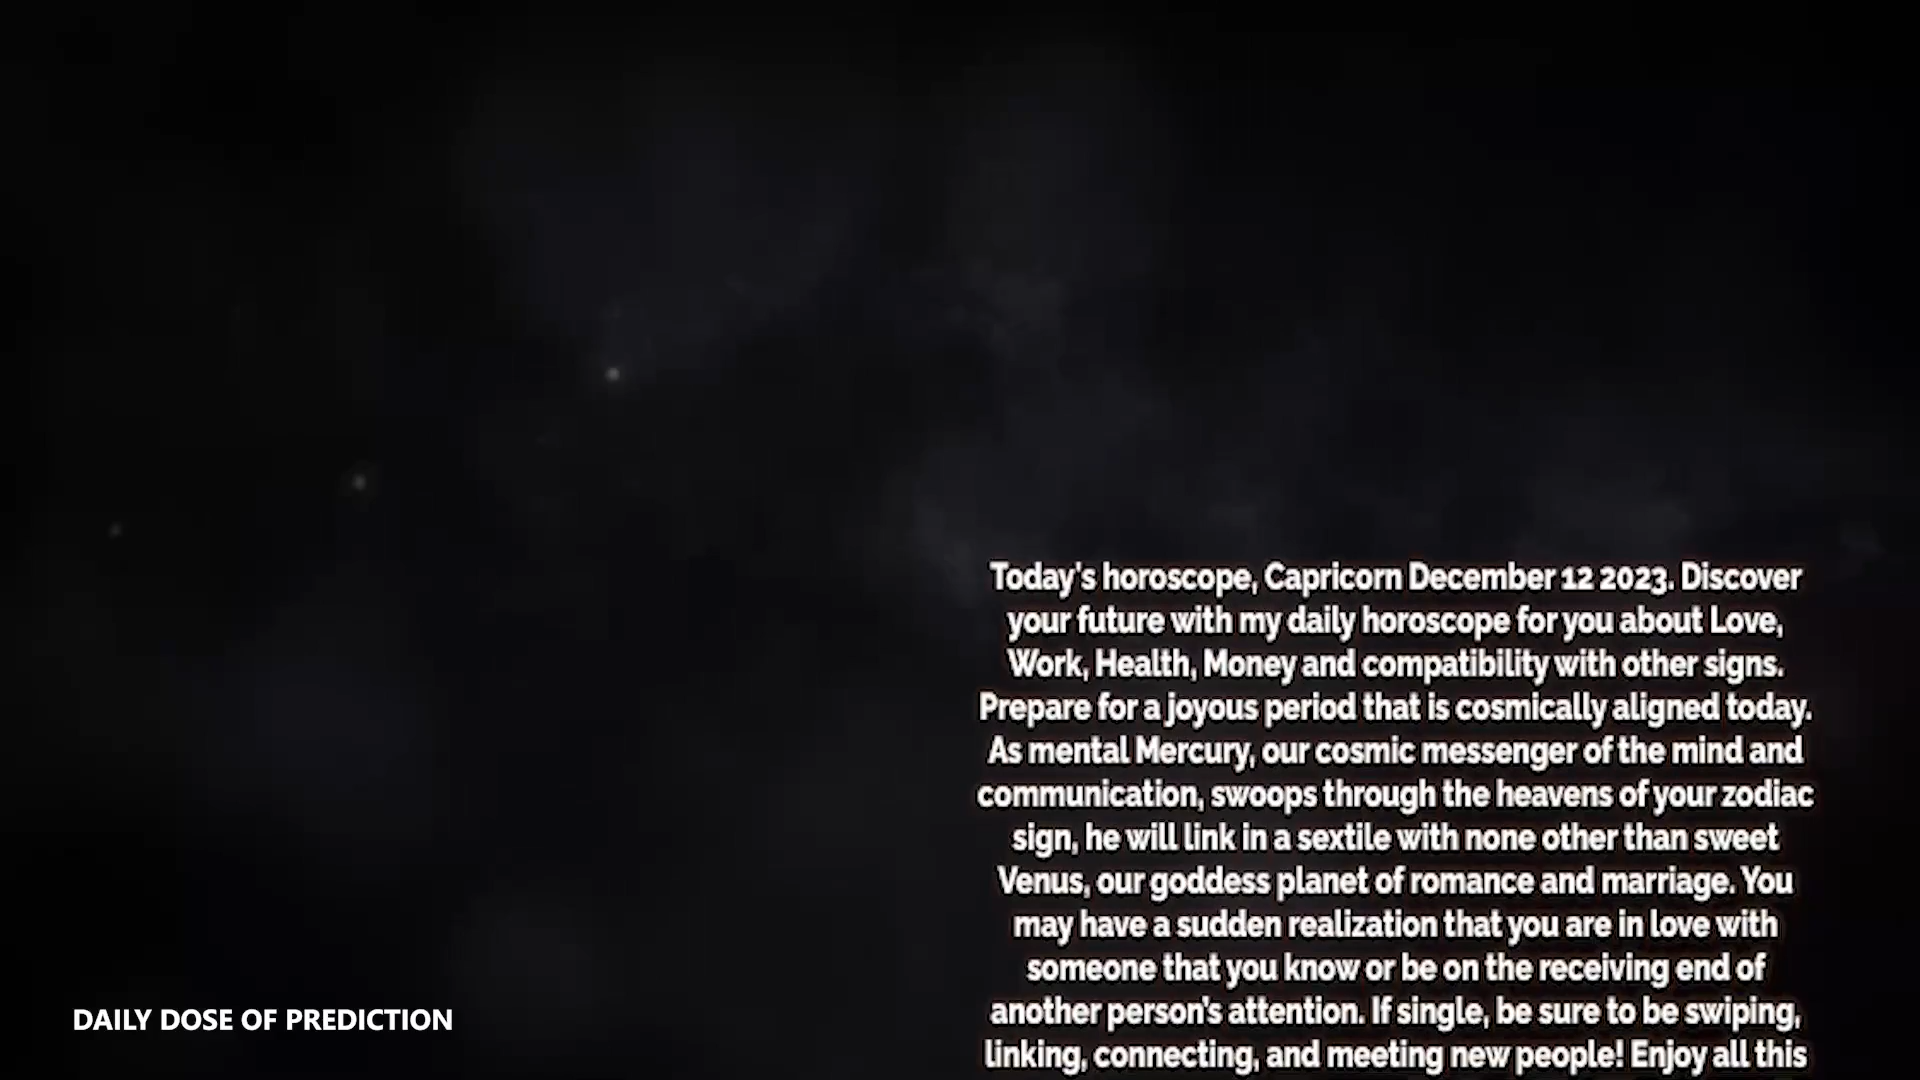 Today's horoscope, Capricorn December 12 2023. Discover
your future with my daily horoscope for you about Love,
Work, Health, Money and compatibility with other signs.
Prepare for a joyous period that is cosmically aligned today.
As mental Mercury, our cosmic messenger of the mind and
communication, swoops through the heavens of your zodiac
sign, he will link in a sextile with none other than sweet
Venus, our goddess planet of romance and marriage. You
may have a sudden realization that you are in love with
someone that you know or be on the receiving end of
another person's attention. If single, be sure to be swiping,
linking, connecting, and meeting new people! Enjoy all this
DAILY DOSE OF PREDICTION